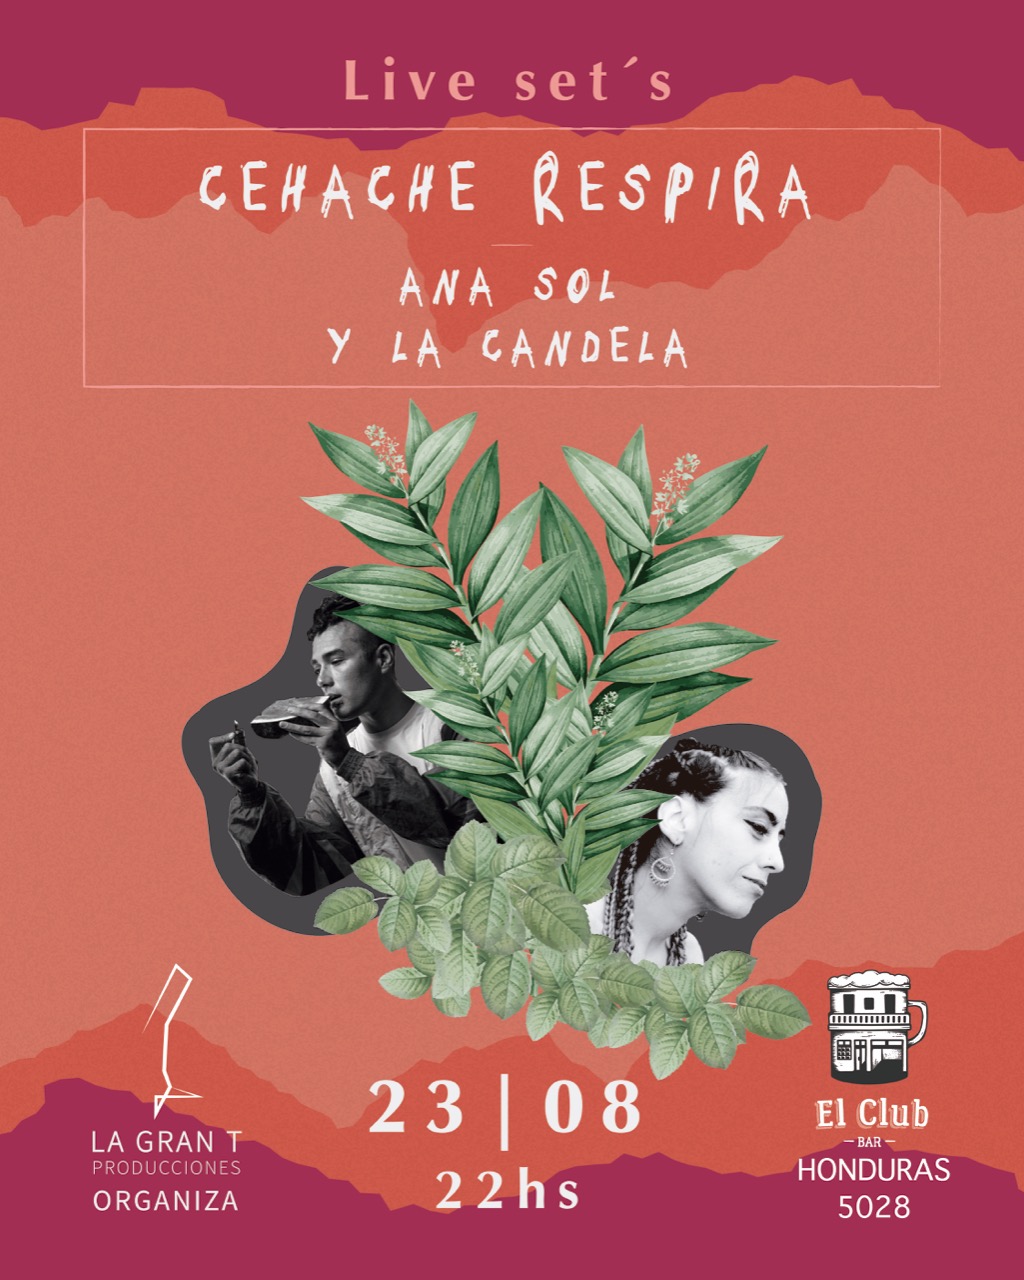 Live set´s
CEHACHE RESPIRA
ANA SOL
Y LA CANDELA
23|08
22hs
LA GRAN T
PRODUCCIONES
ORGANIZA
El Club
BAR
HONDURAS
5028